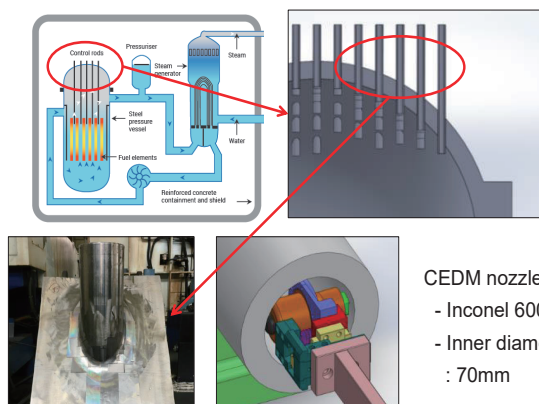 Control rods
Pressuriser
Steam
generator
Steam
Steel
pressure
vessel
Water
Fuel elements
Reinforced concrete
containment and shield
CEDM nozzle
- Inconel 600
- Inner diame
: 70mm